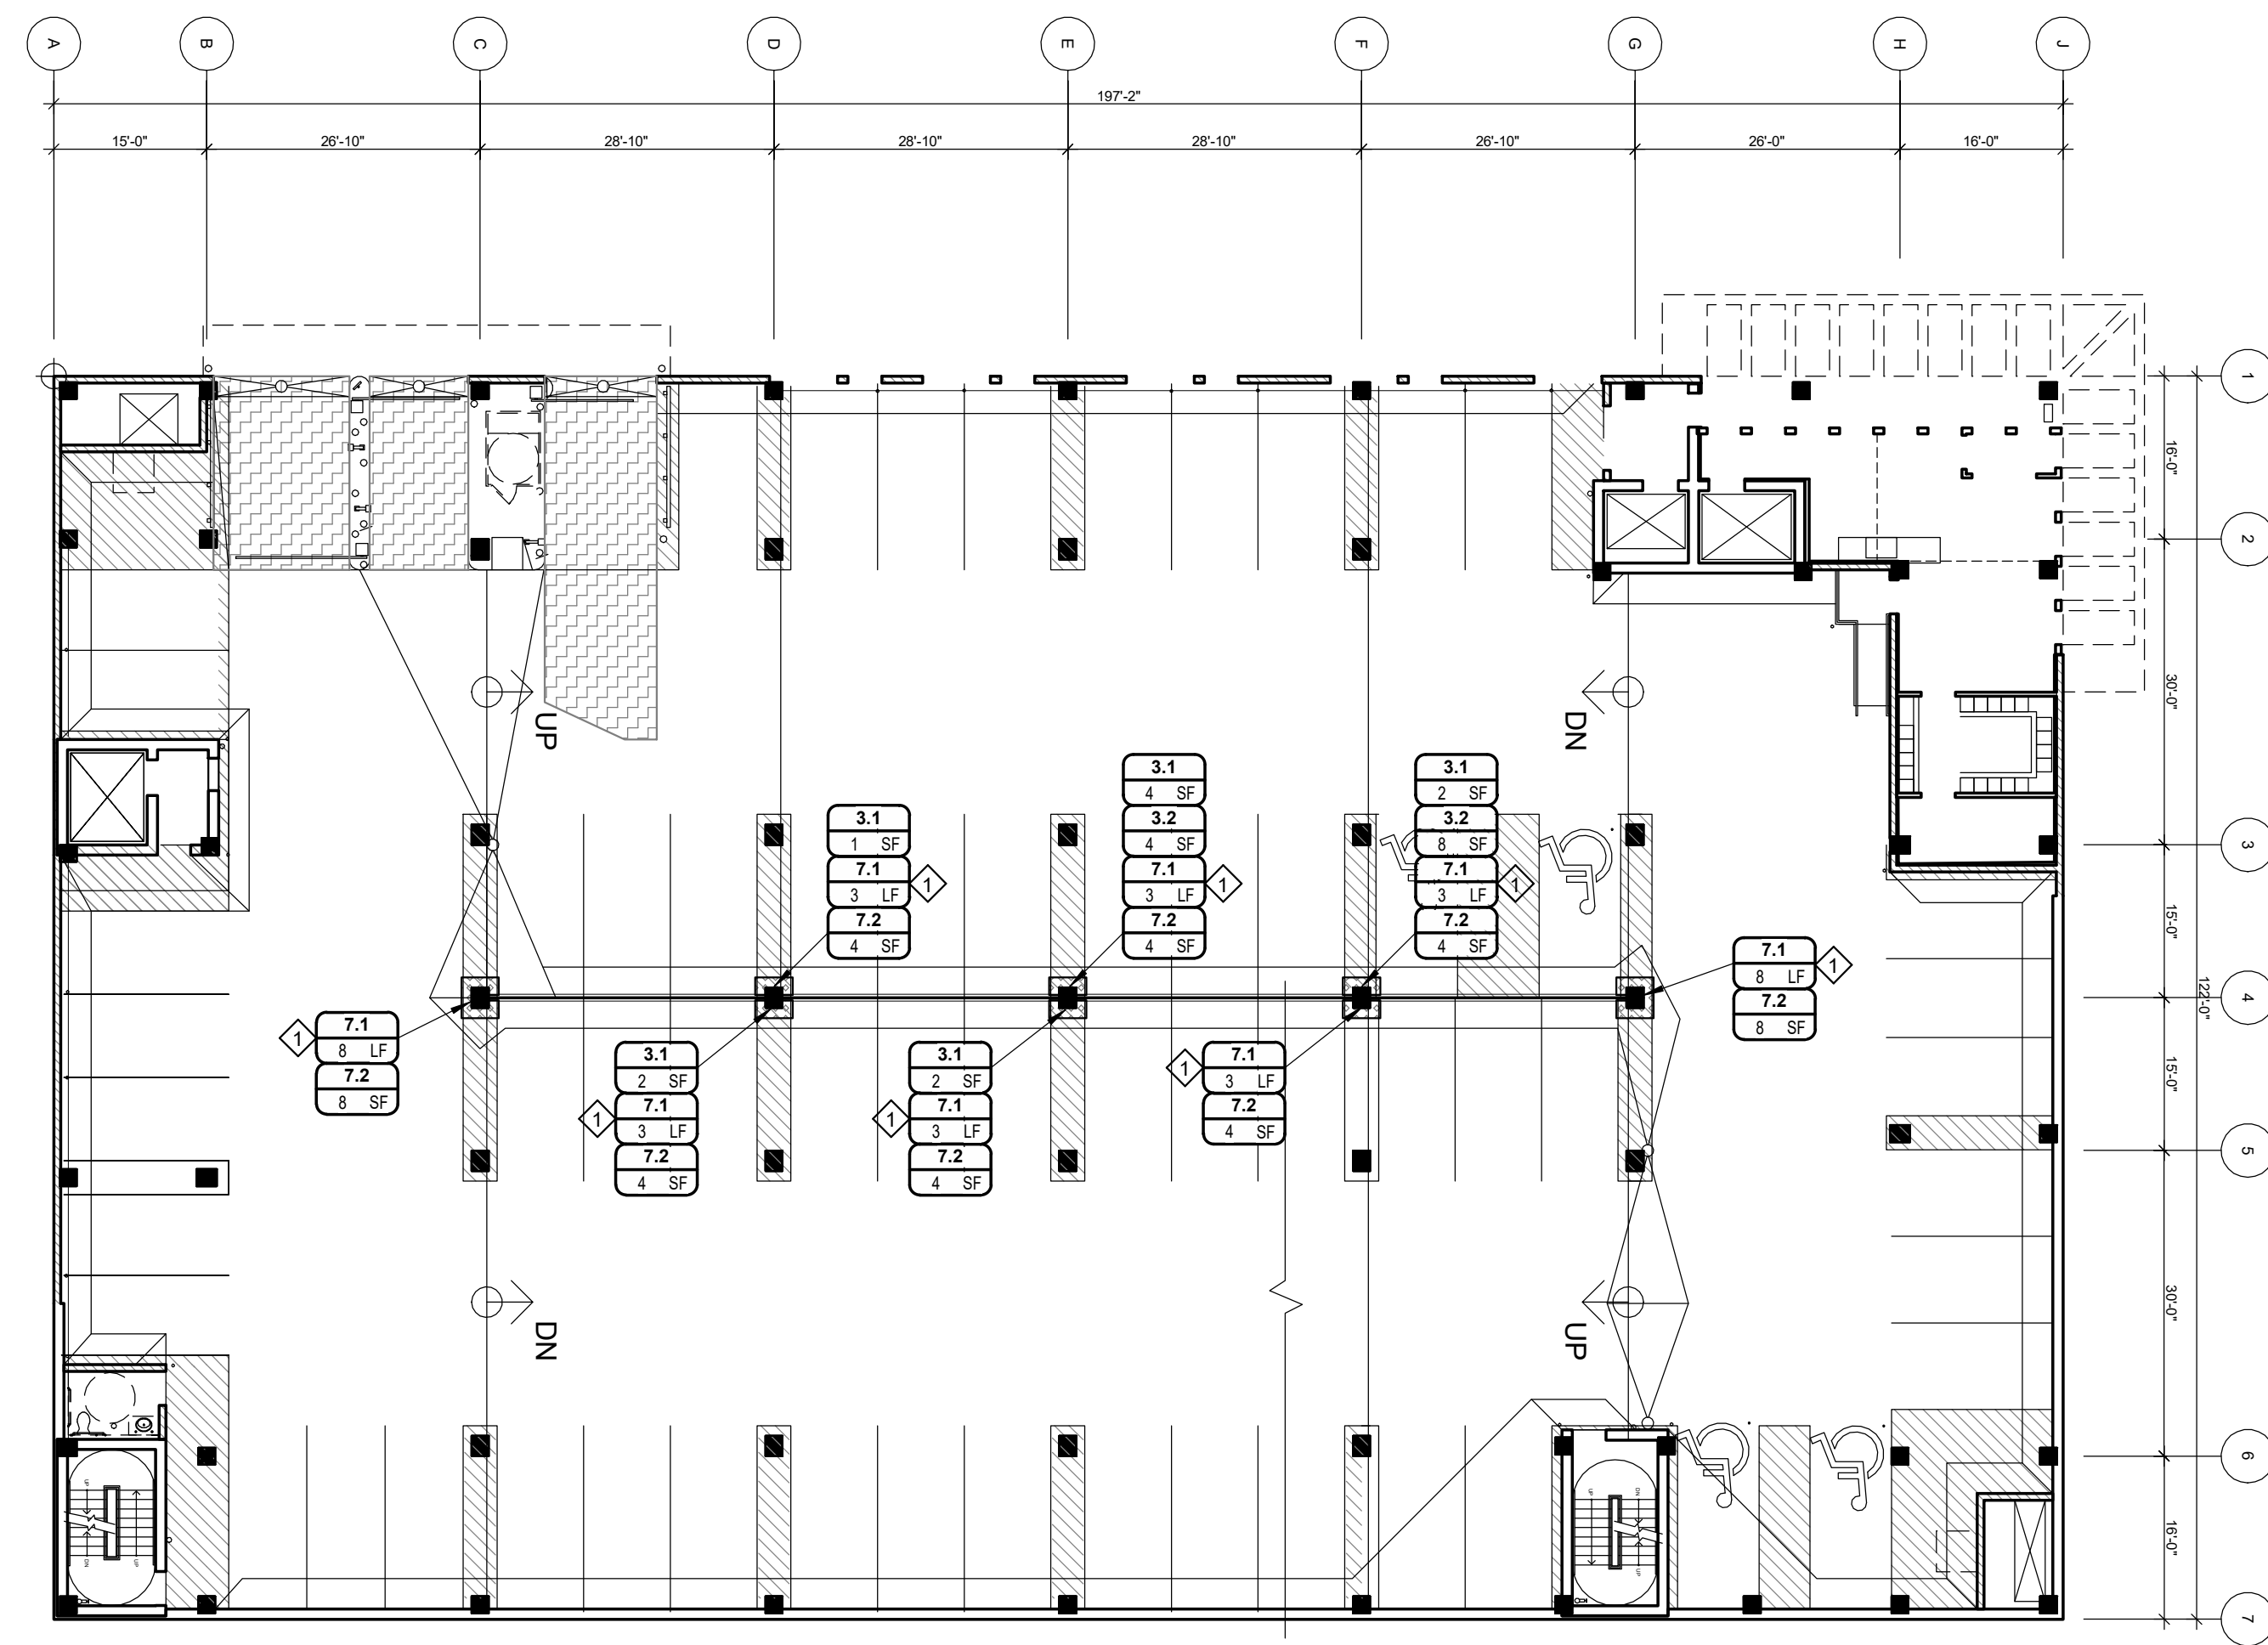 A B C D E F G H J
197'-2"
15'-0" 26'-10" 28'-10" 28'-10" 28'-10" 26'-10" 26'-0" 16'-0"
1
16'-0"
2
30'-0"
UP
DN
3.1
4 SF
3.2
4 SF
7.1
3 LF
1
7.2
4 SF
3.1
2 SF
3.2
8 SF
7.1
3 LF
1
7.2
4 SF
3.1
1 SF
7.1
3 LF
1
7.2
4 SF
3
15'-0"
7.1
8 LF
1
7.2
8 SF
4
122'-0"
1
7.1
8 LF
7.2
8 SF
3.1
2 SF
1
7.1
3 LF
7.2
4 SF
3.1
2 SF
1
7.1
3 LF
7.2
4 SF
1
7.1
3 LF
7.2
4 SF
15'-0"
5
30'-0"
DN
UP
6
UP
DN
UP
UP
DN
UP
16'-0"
7